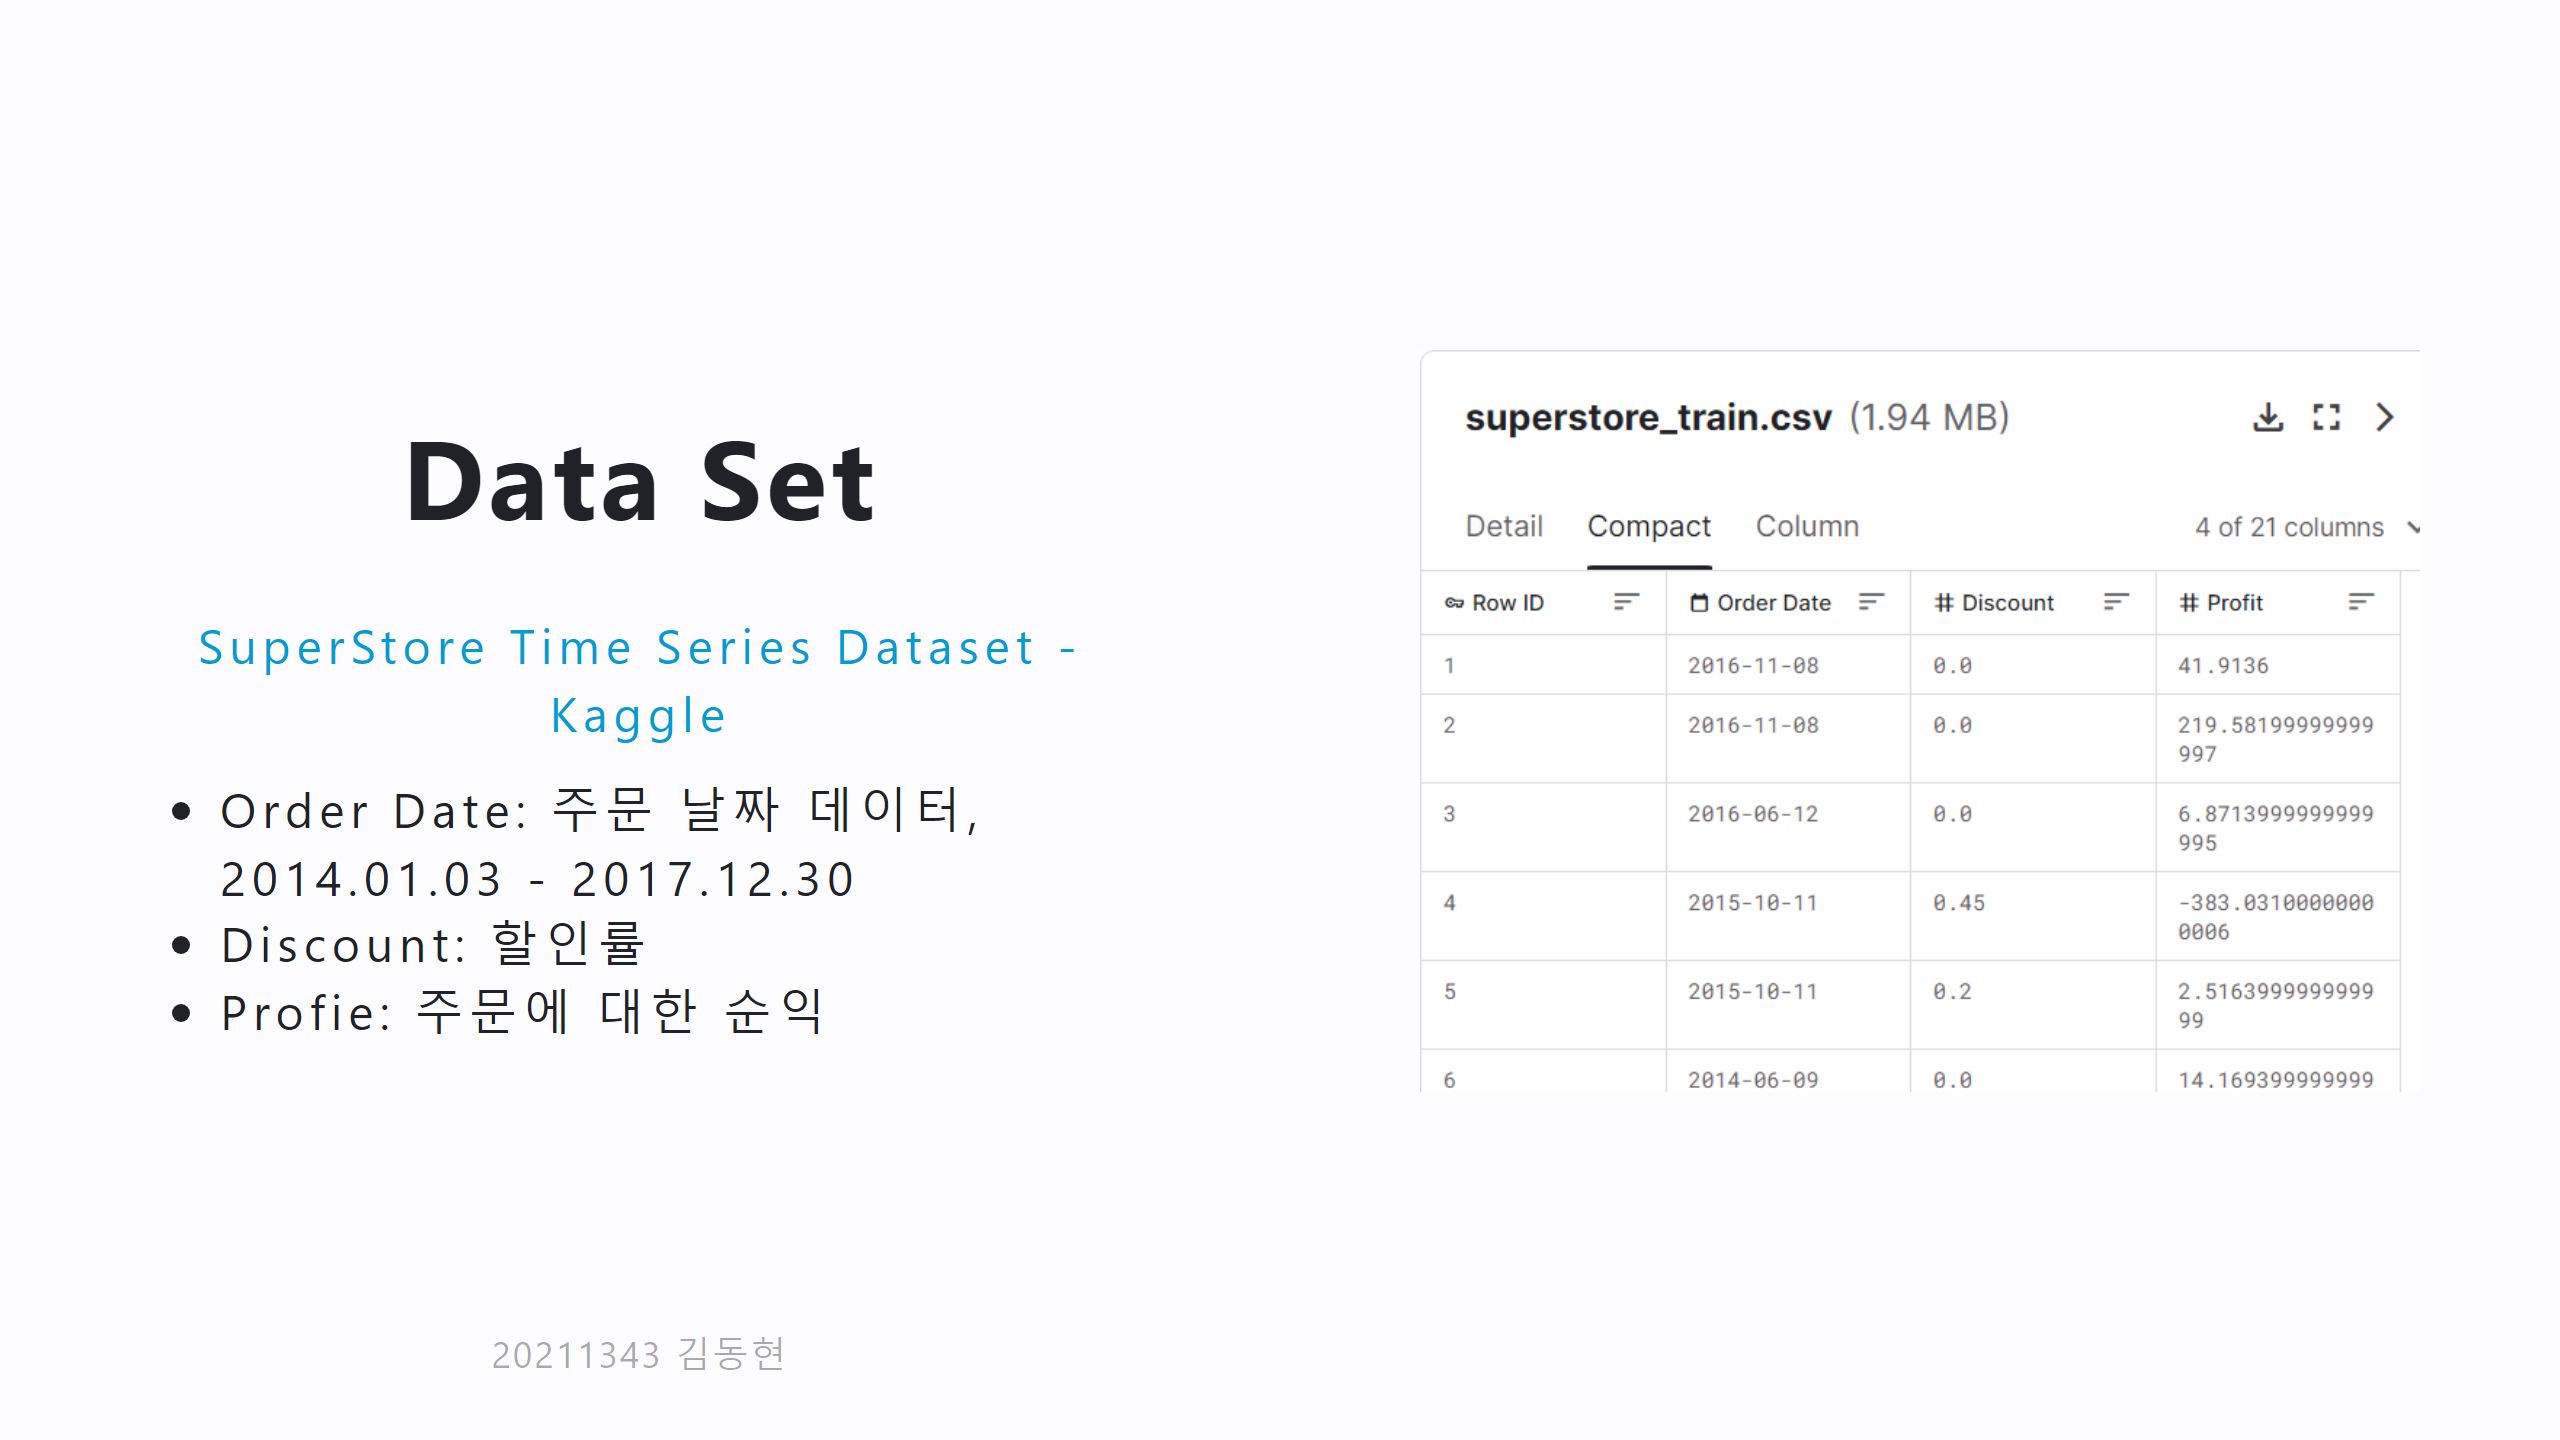 Data Set
SuperStore Time Series Dataset -
Kaggle
• Order Date: 주문 날짜 데이터,
2014.01.03 - 2017.12.30
• Discount: 할인률
• Profie: 주문에 대한 순익
20211343 김동현
superstore_train.csv (1.94 MB)
Detail Compact Column 4 of 21 columns
Row ID # Order Date # Discount # Profit
1 2016-11-08 0.0 41.9136
2 2016-11-08 0.0 219.58199999999
997
3 2016-06-12 0.0 6.8713999999999
995
4 2015-10-11 0.45 -383.0310000000
0006
5 2015-10-11 0.2 2.5163999999999
99
6 2014-06-09 0.0 14.169399999999